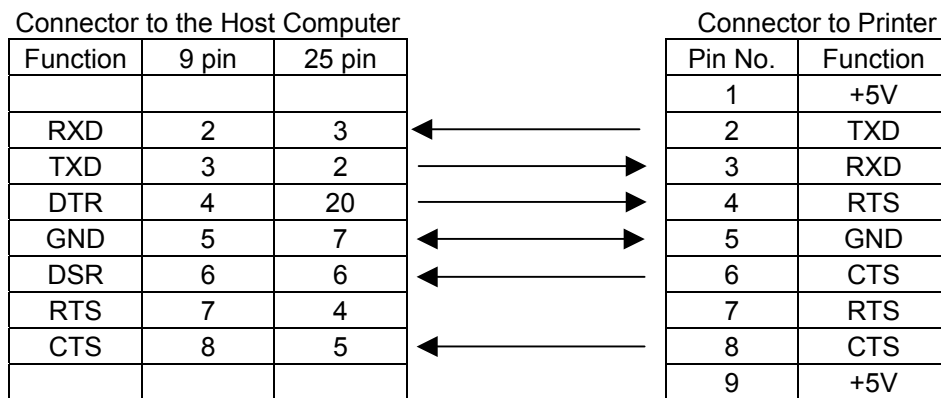 Connector to the Host Computer Connector to Printer
Function 9 pin 25 pin Pin No. Function
1 +5V
RXD 2 3 2 TXD
TXD 3 2 3 RXD
DTR 4 20 4 RTS
GND 5 7 5 GND
DSR 6 6 6 CTS
RTS 7 4 7 RTS
CTS 8 5 8 CTS
9 +5V